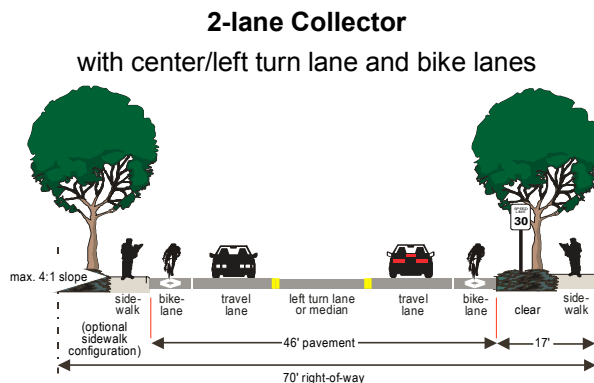 2-lane Collector
with center/left turn lane and bike lanes
SPEED
LIMIT
30
max. 4:1 slope
side-
walk
bike-
lane
travel
lane
left turn lane
or median
travel
lane
bike-
lane
clear
side-
walk
(optional
sidewalk
configuration)
46' pavement
17'
70' right-of-way